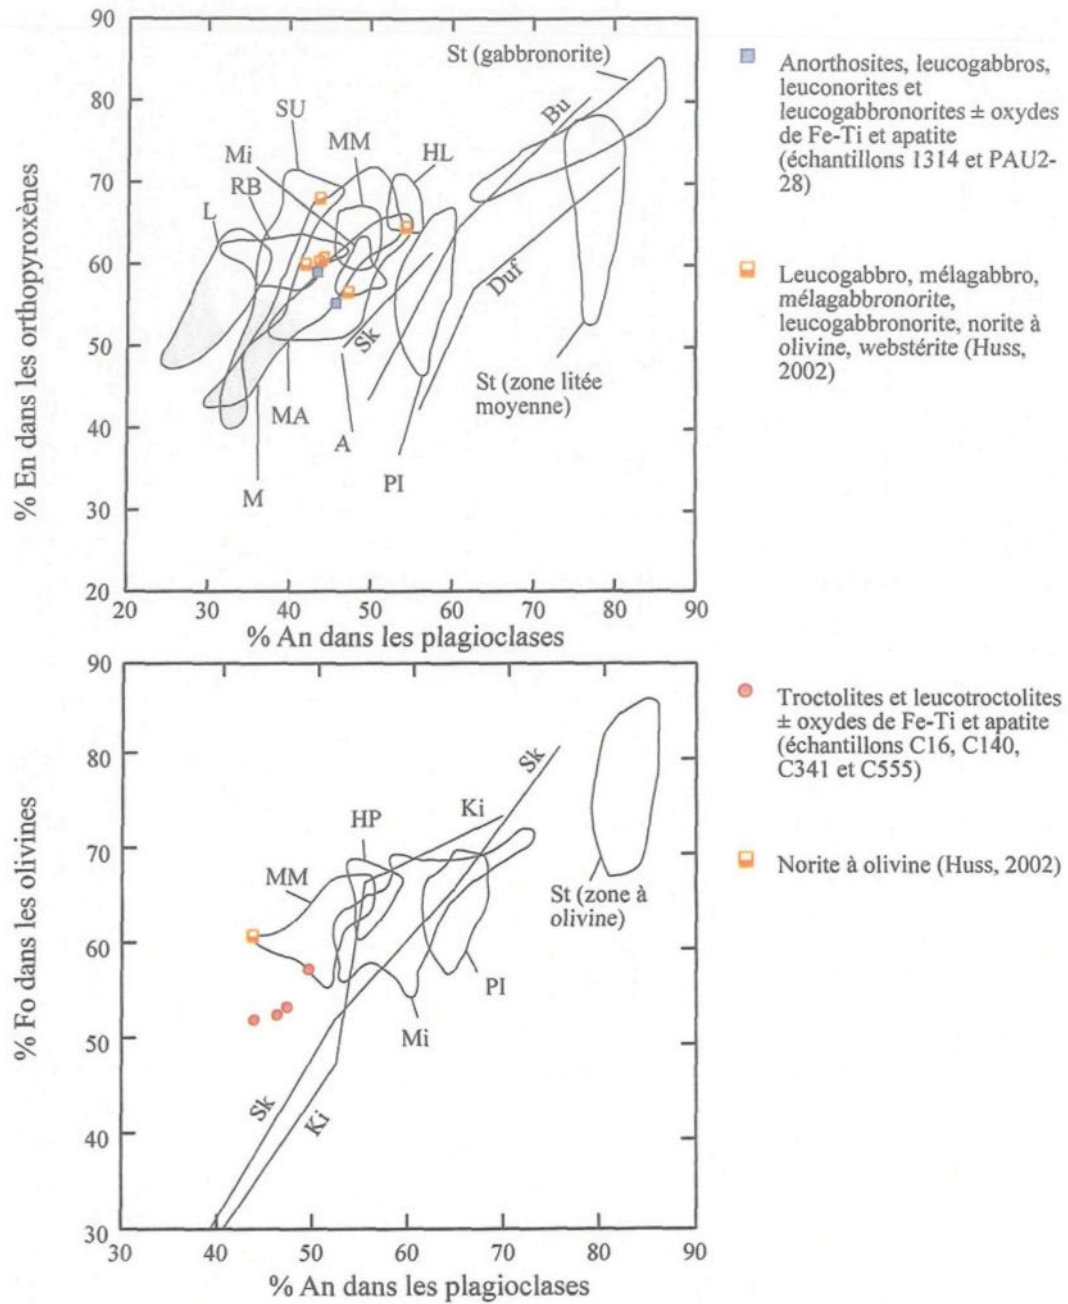 90
80
70
60
50
40
30
20
20
30
40
50
60
70
80
90
% En dans les orthopyroxènes
% An dans les plagioclases
St (gabbronorite)
Bu
SU
MM
HL
Mi
RB
L
Duf
Sk
St (zone litée
moyenne)
MA
A
PI
M
Anorthosites, leucogabbros,
leuconorites et
leucogabbronorites ± oxydes
de Fe-Ti et apatite
(échantillons 1314 et PAU2-
28)
Leucogabbro, mélagabbro,
mélagabbronorite,
leucogabbronorite, norite à
olivine, webstérite (Huss,
2002)
90
80
70
60
50
40
30
30
40
50
60
70
80
90
% Fo dans les olivines
% An dans les plagioclases
Sk
Ki
HP
MM
St (zone à
olivine)
PI
Mi
Sk
Ki
Troctolites et leucotroctolites
± oxydes de Fe-Ti et apatite
(échantillons C16, C140,
C341 et C555)
Norite à olivine (Huss, 2002)